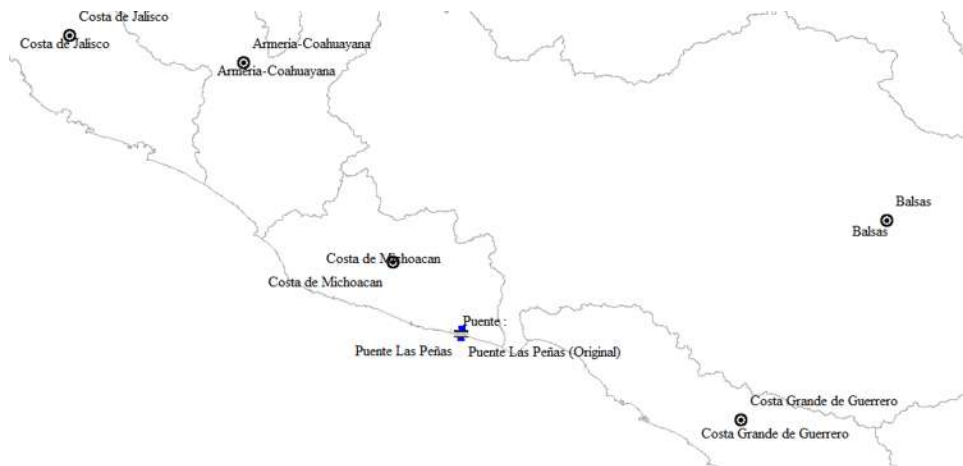 Costa de Jalisco
Costa de Jalisco
Armeria-Coahuayana
Armeria-Coahuayana
Balsas
Balsas
Costa de Michoacan
Costa de Michoacan
Puente :
Puente Las Peñas
Puente Las Peñas (Original)
Costa Grande de Guerrero
Costa Grande de Guerrero